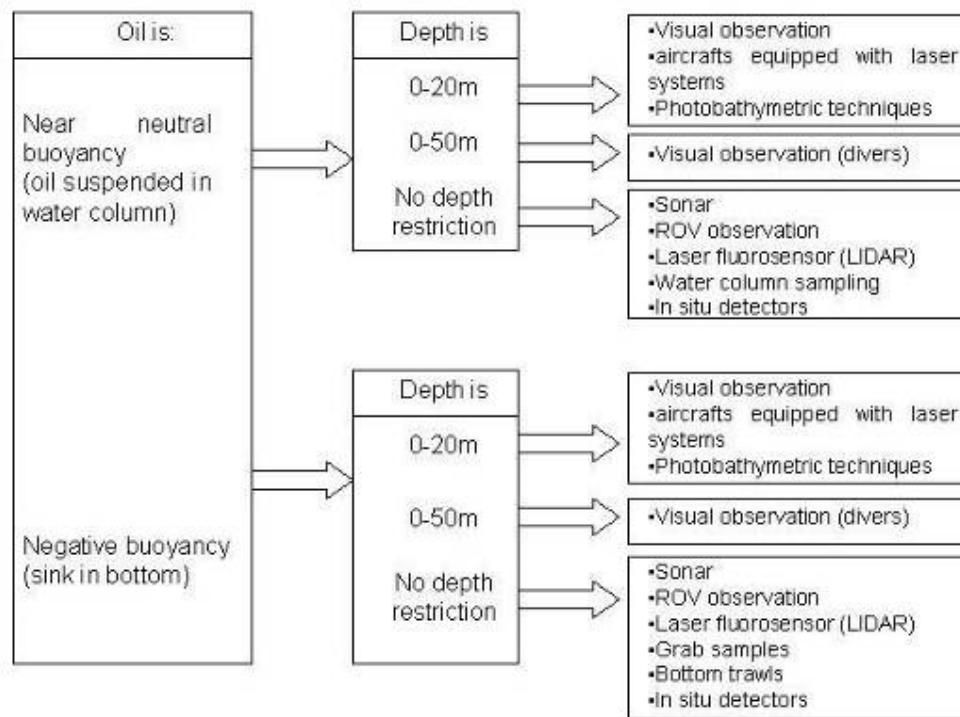 Oil is:
Near neutral
buoyancy
(oil suspended in
water column)
Negative buoyancy
(sink in bottom)
Depth is
0-20m
0-50m
No depth
restriction
•Visual observation
•aircrafts equipped with laser
systems
•Photobathymetric techniques
•Visual observation (divers)
•Sonar
•ROV observation
•Laser fluorosensor (LIDAR)
•Water column sampling
•In situ detectors
Depth is
0-20m
0-50m
No depth
restriction
•Visual observation
•aircrafts equipped with laser
systems
•Photobathymetric techniques
•Visual observation (divers)
•Sonar
•ROV observation
•Laser fluorosensor (LIDAR)
•Grab samples
•Bottom trawls
•In situ detectors